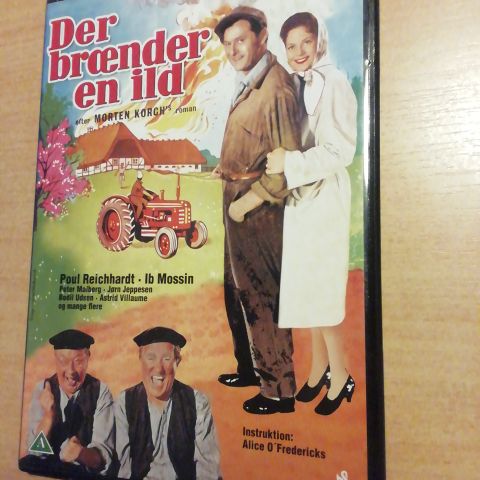 Der
brænder
en ild
efter MORTEN KORCH's roman
Poul Reichhardt · Ib Mossin
Peter Malberg · Jørn Jeppesen
Bodil Udsen · Astrid Villaume
og mange flere
Instruktion:
Alice O´Fredericks
A